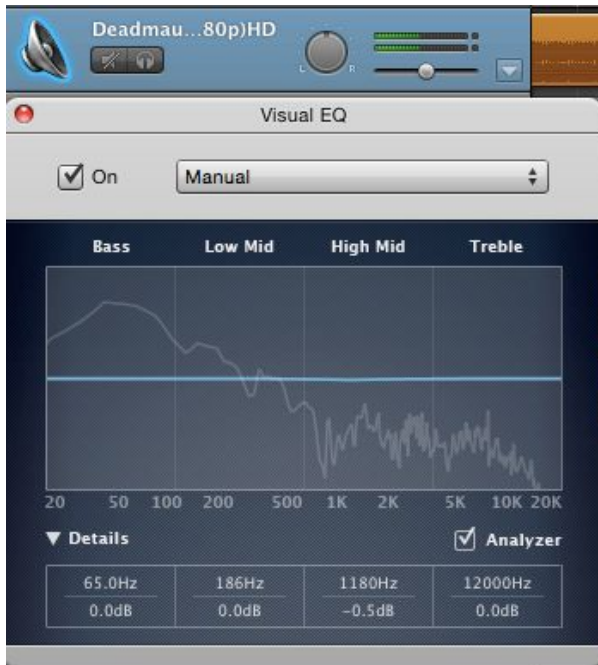 Deadmau...80p)HD
L R
Visual EQ
On Manual
Bass Low Mid High Mid Treble
20 50 100 200 500 1K 2K 5K 10K 20K
Details Analyzer
65.0Hz 186Hz 1180Hz 12000Hz
0.0dB 0.0dB −0.5dB 0.0dB